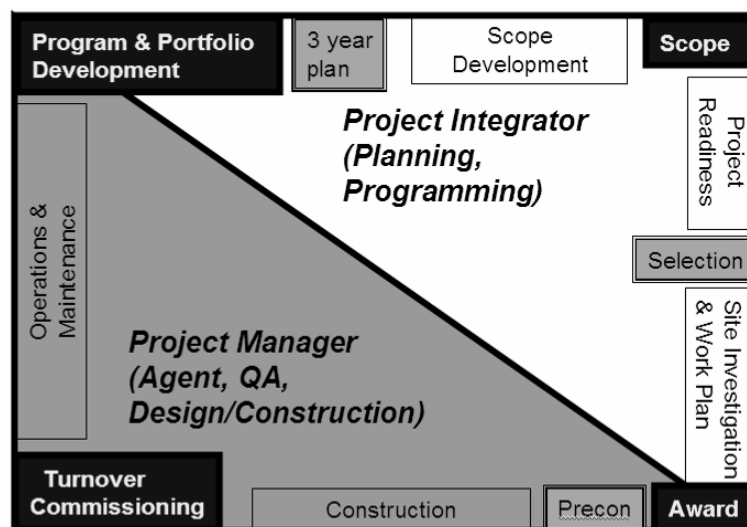 Program & Portfolio
Development
3 year
plan
Scope
Development
Scope
Project Integrator
(Planning,
Programming)
Project
Readiness
Selection
Site Investigation
& Work Plan
Operations &
Maintenance
Project Manager
(Agent, QA,
Design/Construction)
Turnover
Commissioning
Construction
Precon
Award